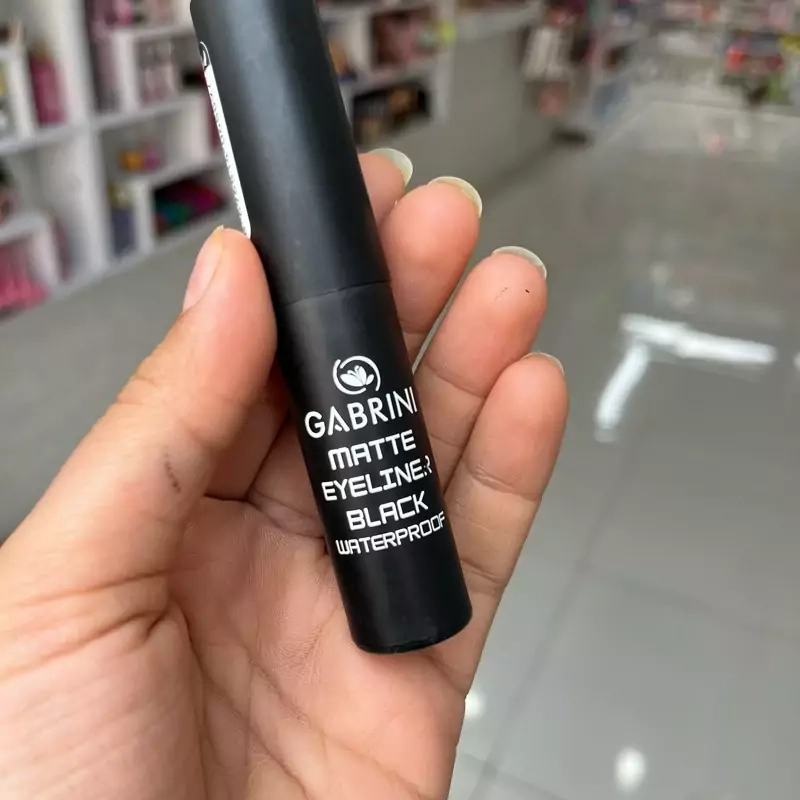 GABRINI
MATTE
EYELINER
BLACK
WATERPROOF